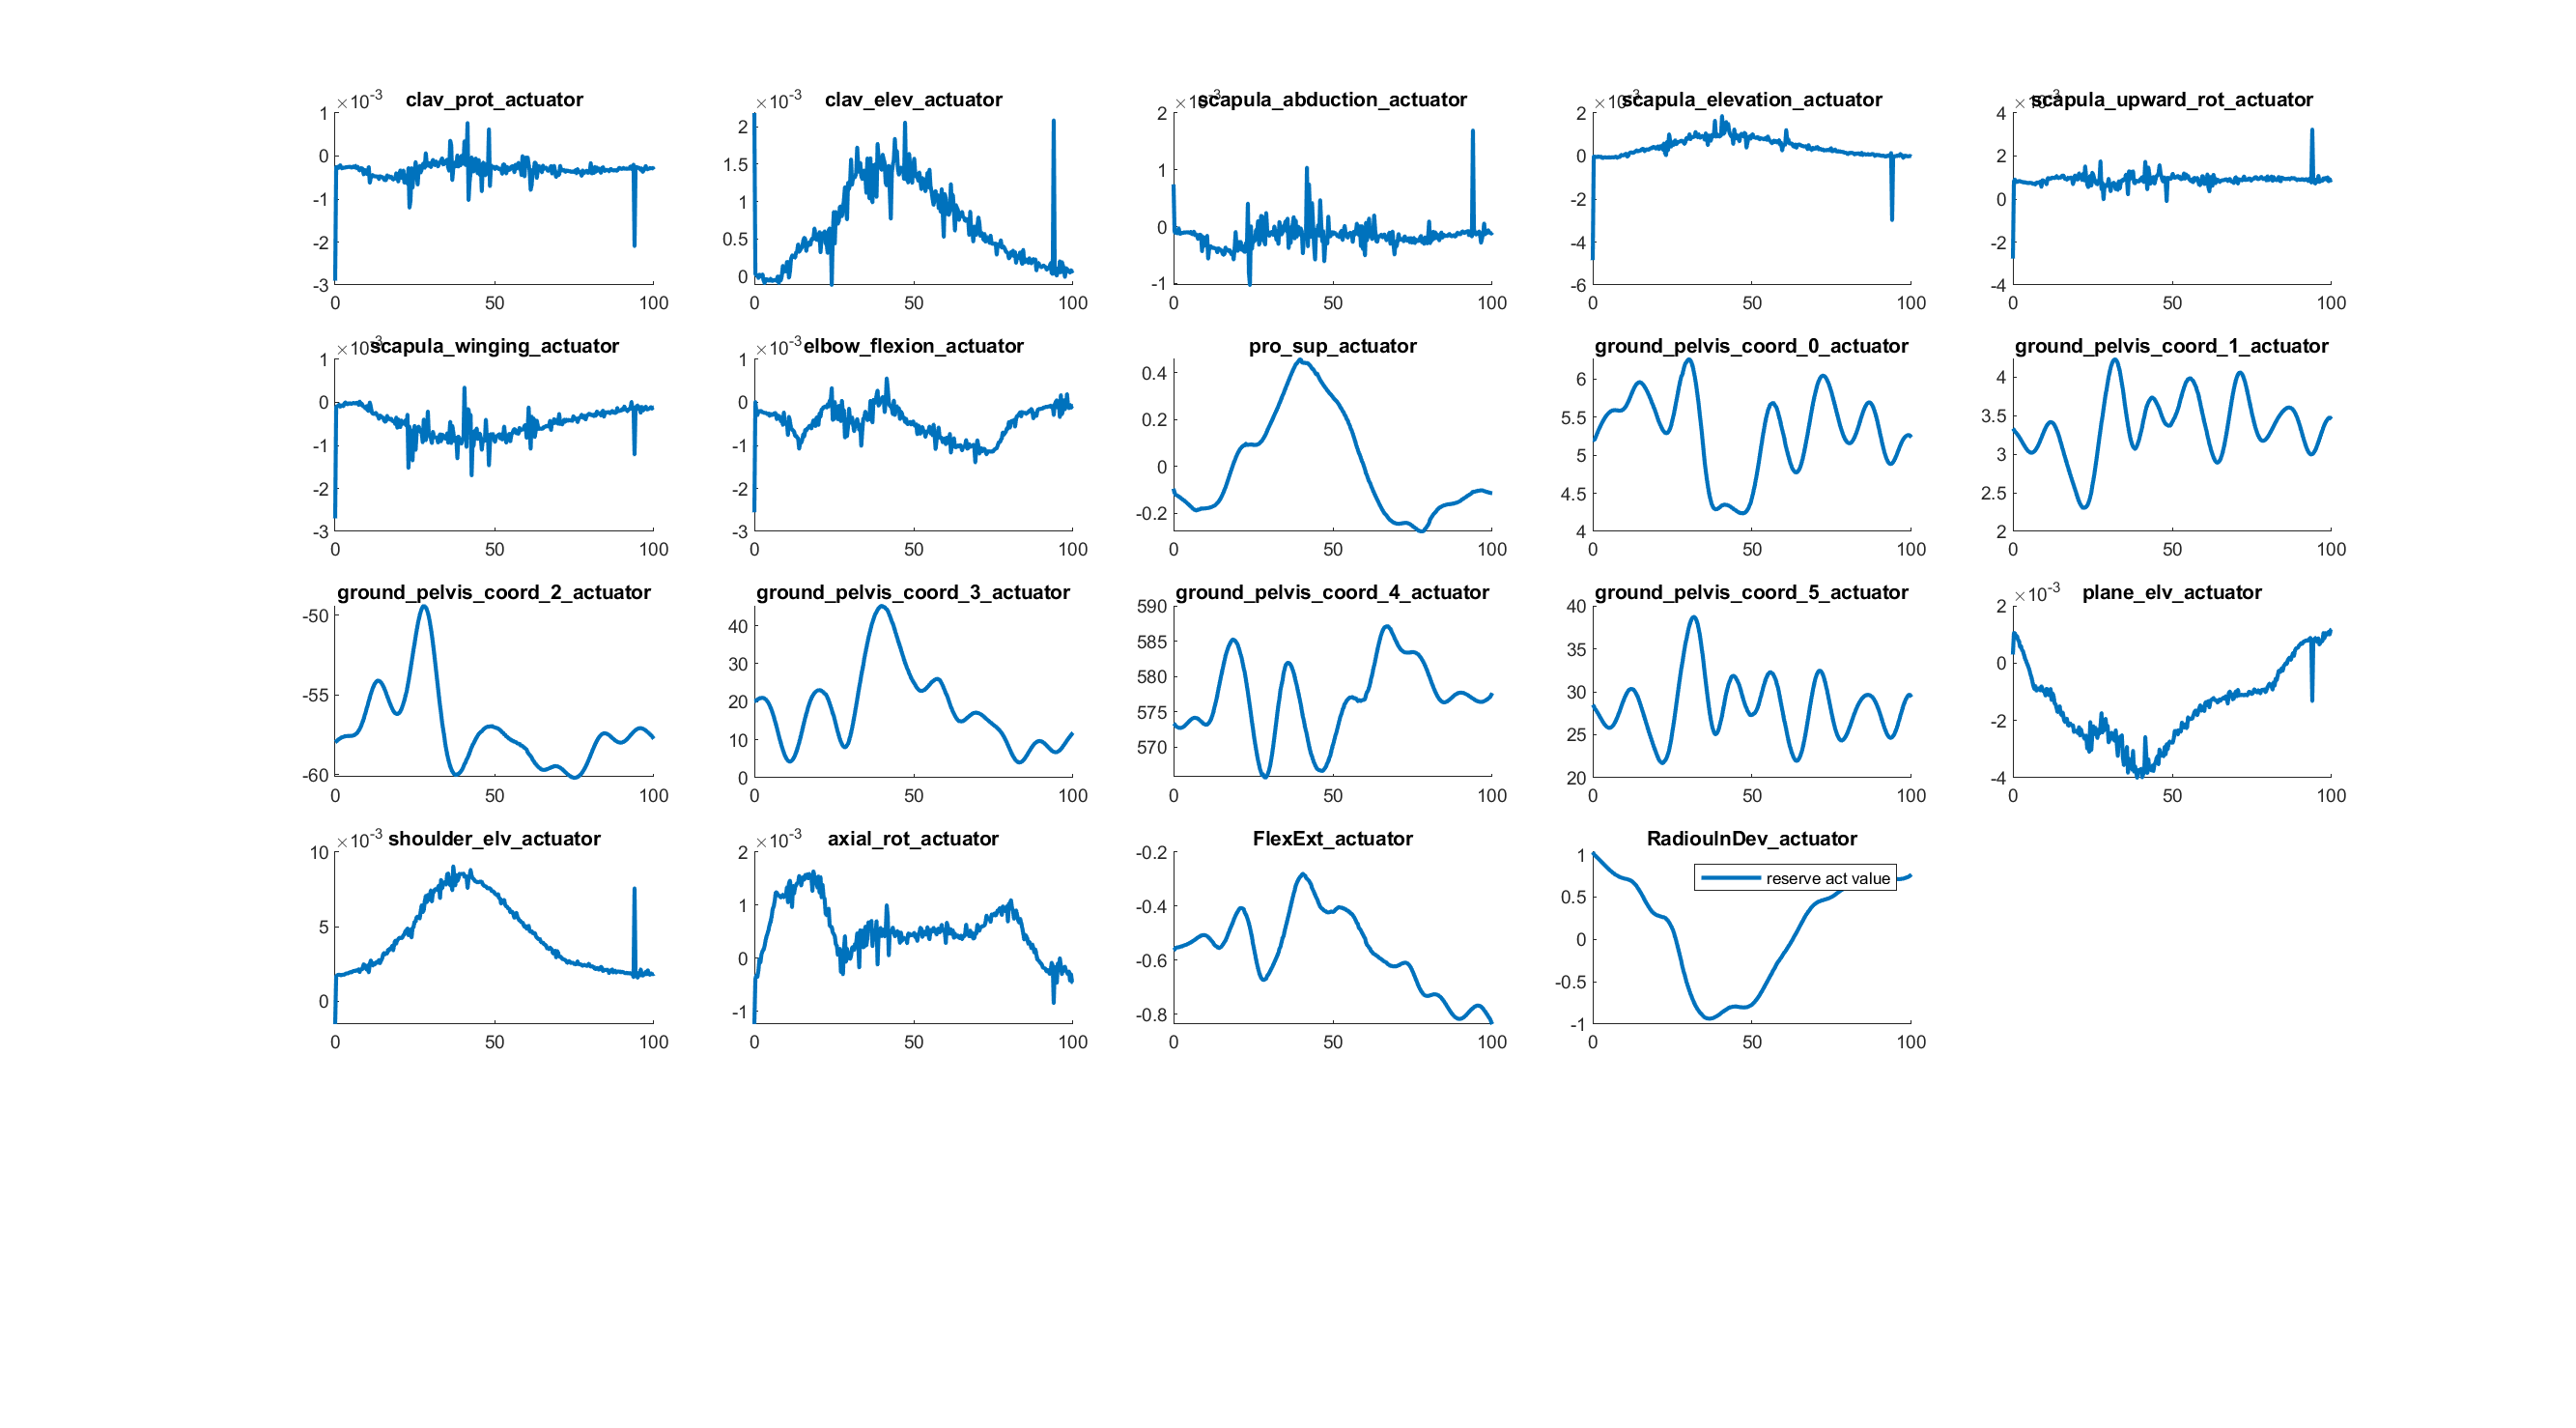 ×10-3 clav_prot_actuator
1
0
-1
-2
-3
0 50 100
×10-3 clav_elev_actuator
2
1.5
1
0.5
0
0 50 100
×10-3 scapula_abduction_actuator
2
1
0
-1
0 50 100
×10-3 scapula_elevation_actuator
2
0
-2
-4
-6
0 50 100
×10-3 scapula_upward_rot_actuator
4
2
0
-2
-4
0 50 100
×10-3 scapula_winging_actuator
1
0
-1
-2
-3
0 50 100
×10-3 elbow_flexion_actuator
1
0
-1
-2
-3
0 50 100
pro_sup_actuator
0.4
0.2
0
-0.2
0 50 100
ground_pelvis_coord_0_actuator
6
5.5
5
4.5
4
0 50 100
ground_pelvis_coord_1_actuator
4
3.5
3
2.5
2
0 50 100
ground_pelvis_coord_2_actuator
-50
-55
-60
0 50 100
ground_pelvis_coord_3_actuator
40
30
20
10
0
0 50 100
ground_pelvis_coord_4_actuator
590
585
580
575
570
0 50 100
ground_pelvis_coord_5_actuator
40
35
30
25
20
0 50 100
×10-3 plane_elv_actuator
2
0
-2
-4
0 50 100
×10-3 shoulder_elv_actuator
10
5
0
0 50 100
×10-3 axial_rot_actuator
2
1
0
-1
0 50 100
FlexExt_actuator
-0.2
-0.4
-0.6
-0.8
0 50 100
RadioulnDev_actuator
reserve act value
1
0.5
0
-0.5
-1
0 50 100